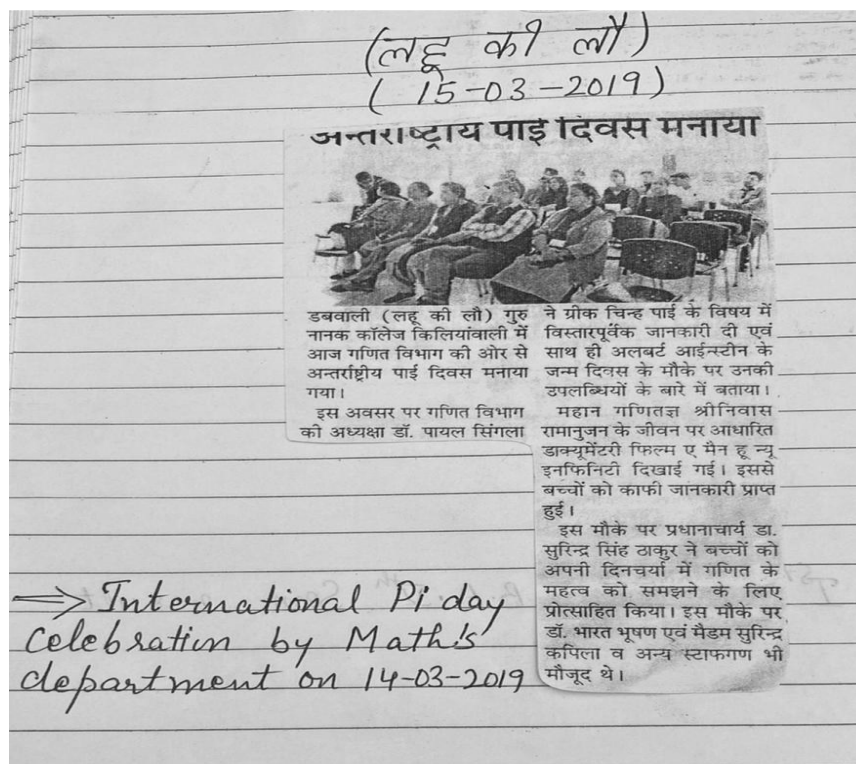 (लहू की लौ)
(15-03-2019)
अन्तराष्ट्राय पाई दिवस मनाया
डबवाली (लहू की लौ) गुरु
नानक कॉलेज किलियांवाली में
आज गणित विभाग की ओर से
अन्तर्राष्ट्रीय पाई दिवस मनाया
गया।
इस अवसर पर गणित विभाग
की अध्यक्षा डॉ. पायल सिंगला
ने ग्रीक चिन्ह पाई के विषय में
विस्तारपूर्वक जानकारी दी एवं
साथ ही अलबर्ट आईन्स्टीन के
जन्म दिवस के मौके पर उनकी
उपलब्धियों के बारे में बताया।
महान गणितज्ञ श्रीनिवास
रामानुजन के जीवन पर आधारित
डाक्यूमेंटरी फिल्म ए मैन हू न्यू
इनफिनिटी दिखाई गई। इससे
बच्चों को काफी जानकारी प्राप्त
हुई।
इस मौके पर प्रधानाचार्य डा.
सुरिन्द्र सिंह ठाकुर ने बच्चों को
अपनी दिनचर्या में गणित के
महत्व को समझने के लिए
प्रोत्साहित किया। इस मौके पर
डॉ. भारत भूषण एवं मैडम सुरिन्द्र
कपिला व अन्य स्टाफगण भी
मौजूद थे।
⇒ International Pi day
celebration by Math's
department on 14-03-2019